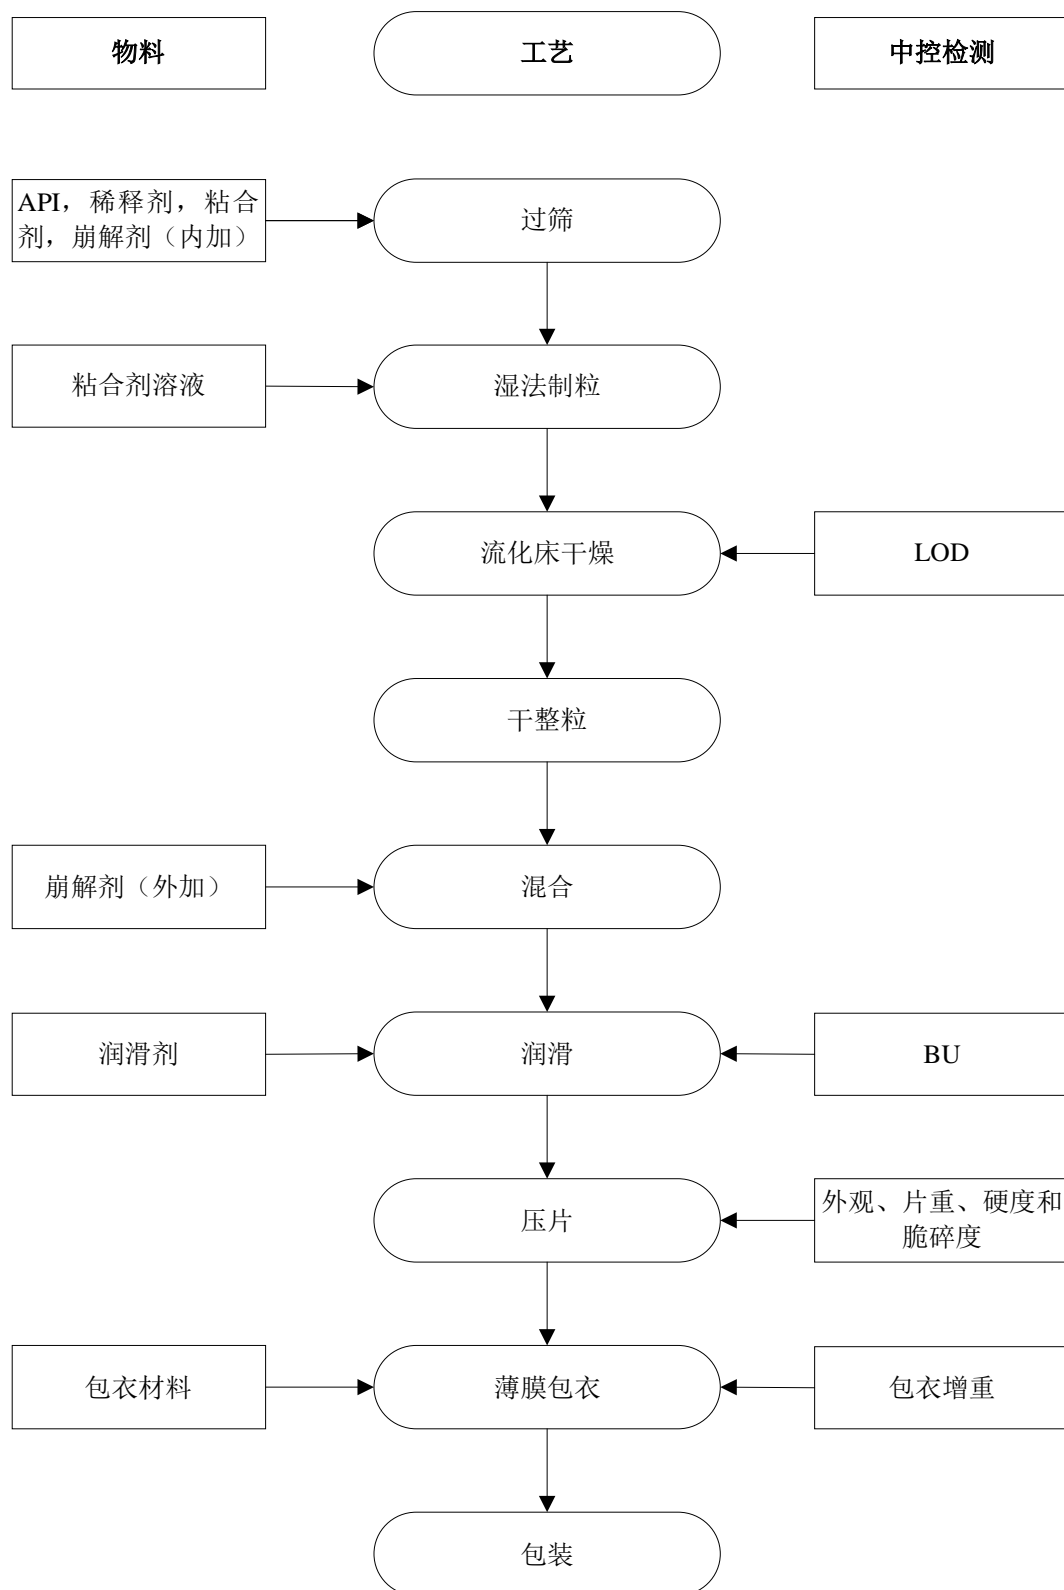 物料
工艺
中控检测
API，稀释剂，粘合
剂，崩解剂（内加）
过筛
粘合剂溶液
湿法制粒
流化床干燥
LOD
干整粒
崩解剂（外加）
混合
润滑剂
润滑
BU
压片
外观、片重、硬度和
脆碎度
包衣材料
薄膜包衣
包衣增重
包装